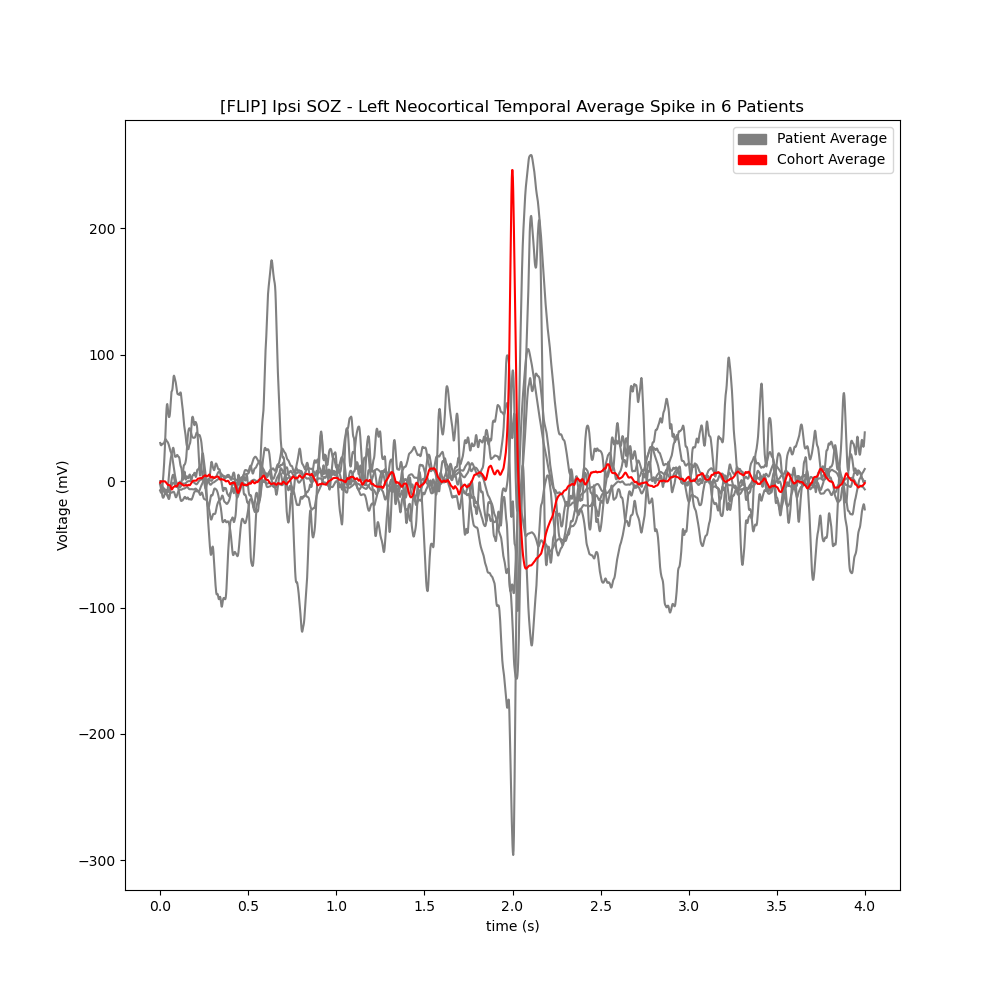 [FLIP] Ipsi SOZ - Left Neocortical Temporal Average Spike in 6 Patients
Patient Average
Cohort Average
Voltage (mV)
200
100
0
−100
−200
−300
0.0 0.5 1.0 1.5 2.0 2.5 3.0 3.5 4.0
time (s)